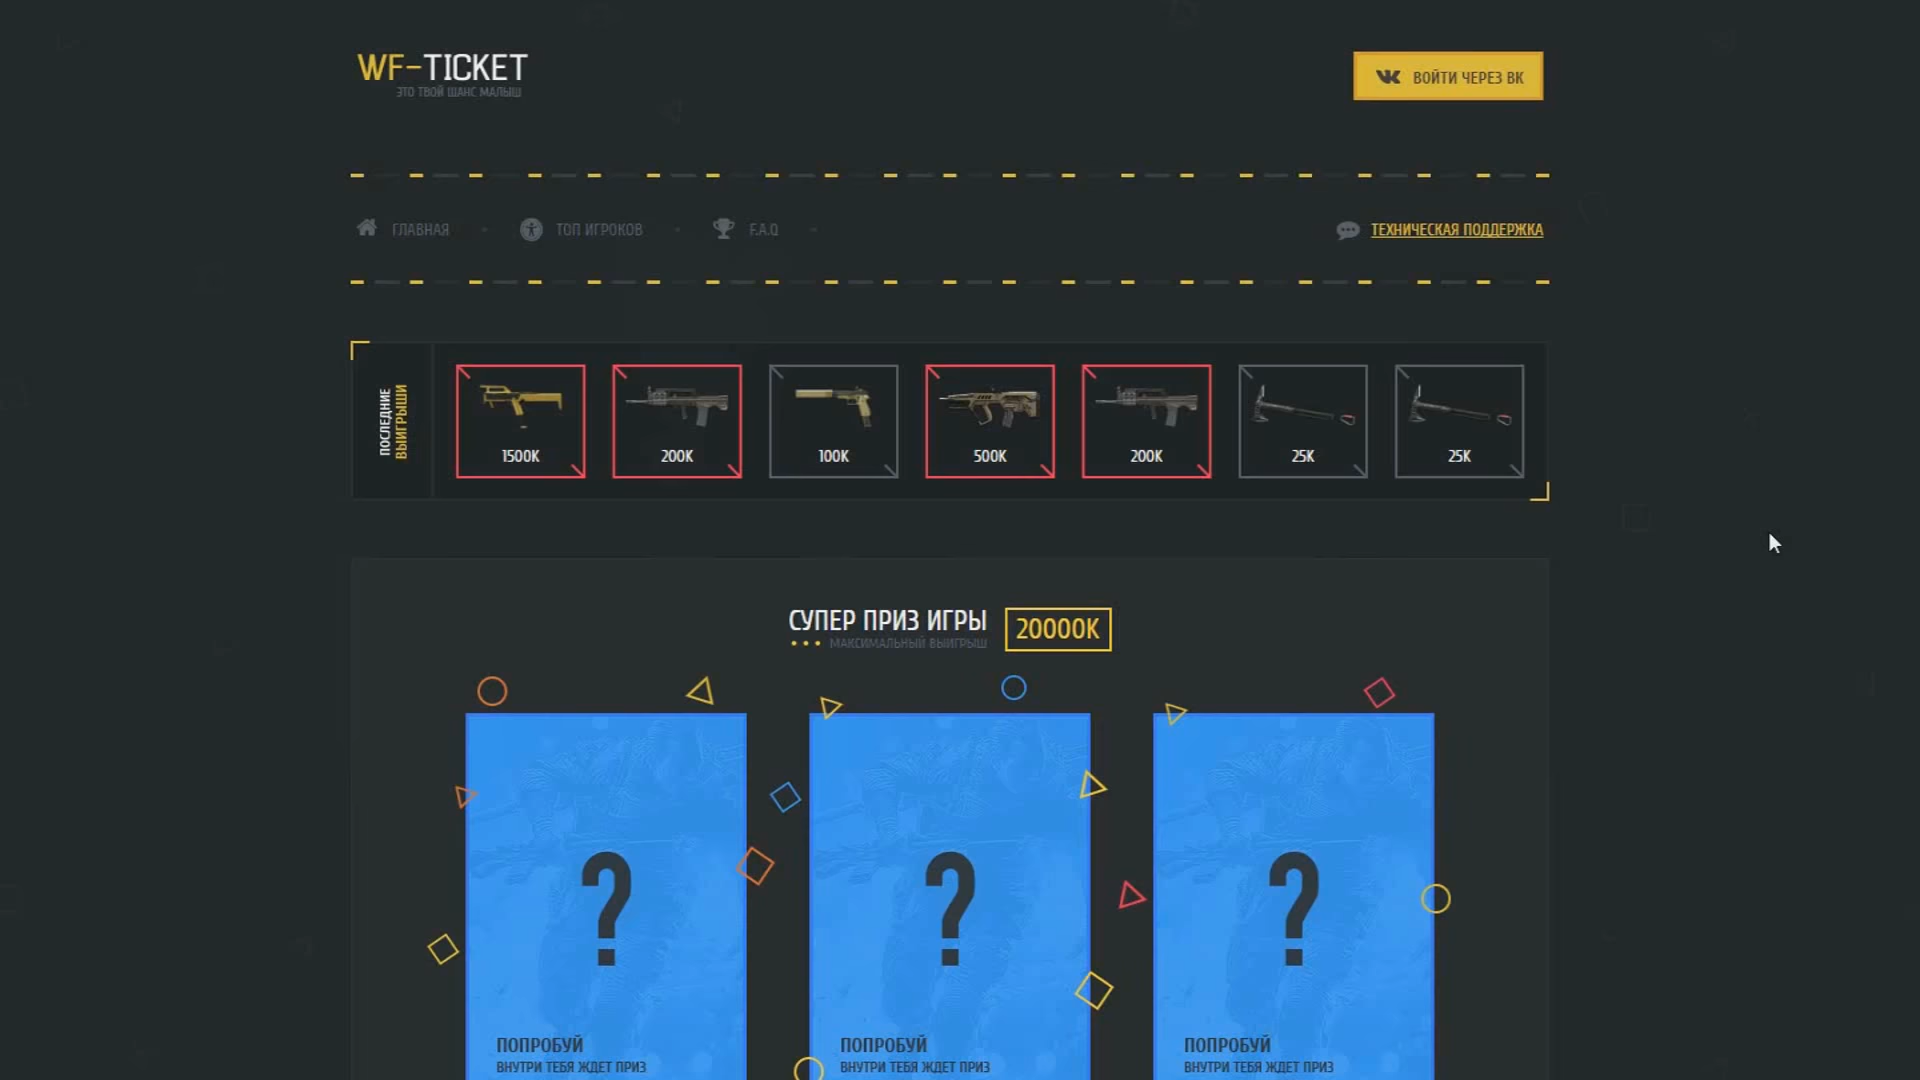 WF-TICKET
ЭТО ТВОЙ ШАНС МАЛЫШ
ВОЙТИ ЧЕРЕЗ ВК
ГЛАВНАЯ
ТОП ИГРОКОВ
F.A.Q
ТЕХНИЧЕСКАЯ ПОДДЕРЖКА
ПОСЛЕДНИЕ
ВЫИГРЫШИ
1500K
200K
100K
500K
200K
25K
25K
СУПЕР ПРИЗ ИГРЫ
МАКСИМАЛЬНЫЙ ВЫИГРЫШ
20000K
?
?
?
ПОПРОБУЙ
ВНУТРИ ТЕБЯ ЖДЕТ ПРИЗ
ПОПРОБУЙ
ВНУТРИ ТЕБЯ ЖДЕТ ПРИЗ
ПОПРОБУЙ
ВНУТРИ ТЕБЯ ЖДЕТ ПРИЗ